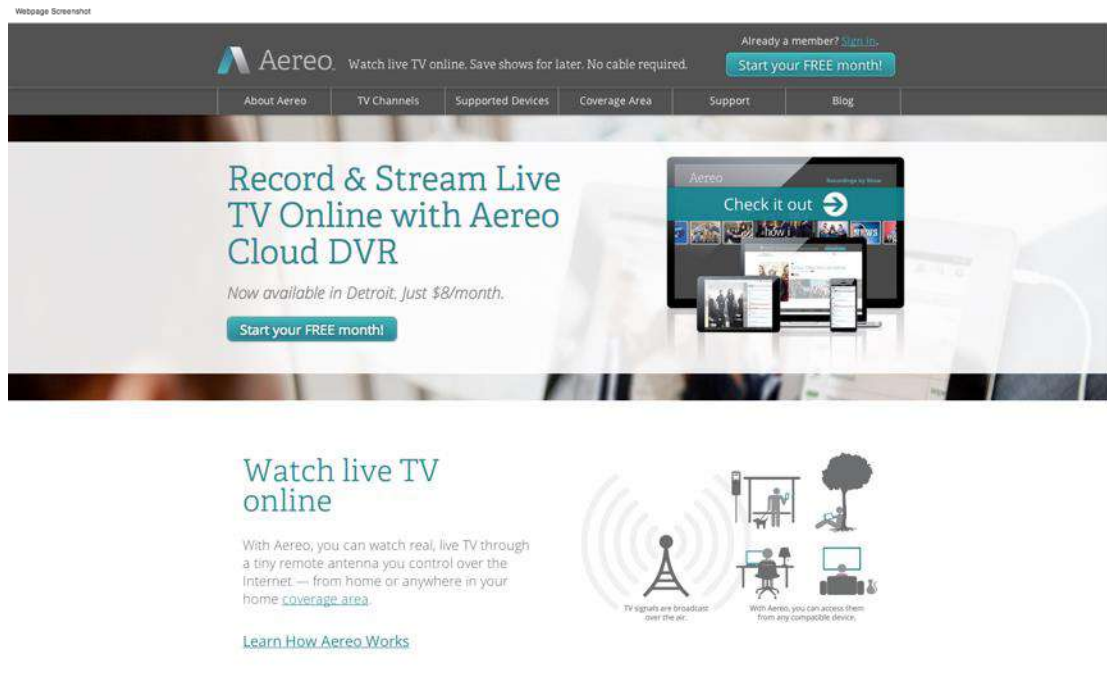 Webpage Screenshot
Already a member? Sign in.
Aereo. Watch live TV online. Save shows for later. No cable required.
Start your FREE month!
About Aereo TV Channels Supported Devices Coverage Area Support Blog
Record & Stream Live
TV Online with Aereo
Cloud DVR
Now available in Detroit. Just $8/month.
Start your FREE month!
Aereo
Recordings by Show
Check it out
how i
NEWS
Watch live TV
online
With Aereo, you can watch real, live TV through
a tiny remote antenna you control over the
Internet — from home or anywhere in your
home coverage area.
Learn How Aereo Works
TV signals are broadcast
over the air.
With Aereo, you can access them
from any compatible device.